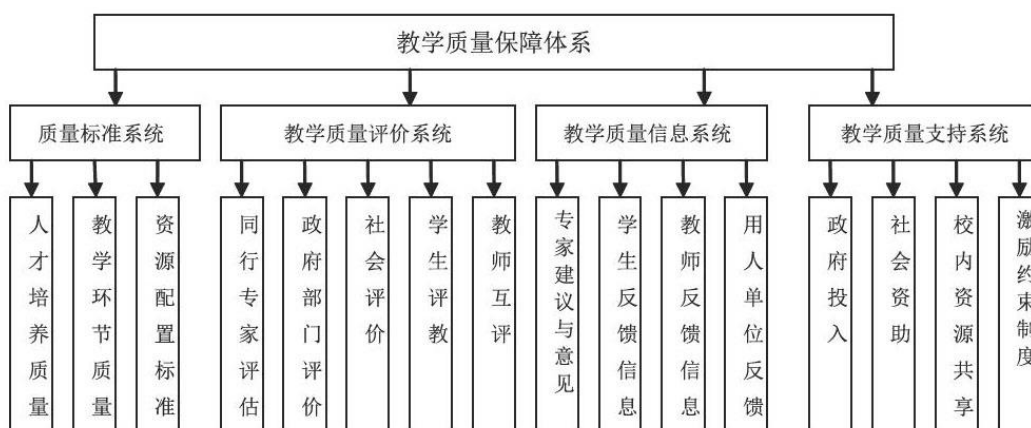 教学质量保障体系
质量标准系统
教学质量评价系统
教学质量信息系统
教学质量支持系统
人才培养质量
教学环节质量
资源配置标准
同行专家评估
政府部门评价
社会评价
学生评教
教师互评
专家建议与意见
学生反馈信息
教师反馈信息
用人单位反馈
政府投入
社会资助
校内资源共享
激励约束制度